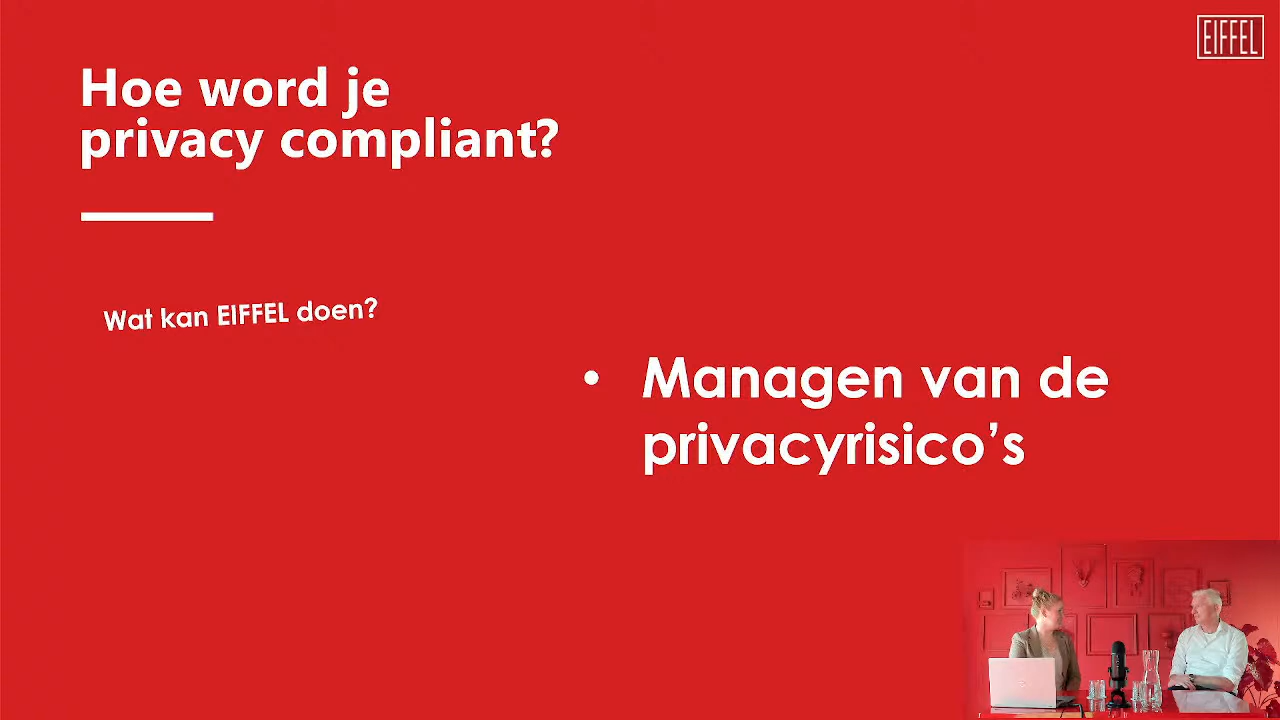 EIFFEL
Hoe word je
privacy compliant?
Wat kan EIFFEL doen?
• Managen van de
privacyrisico’s